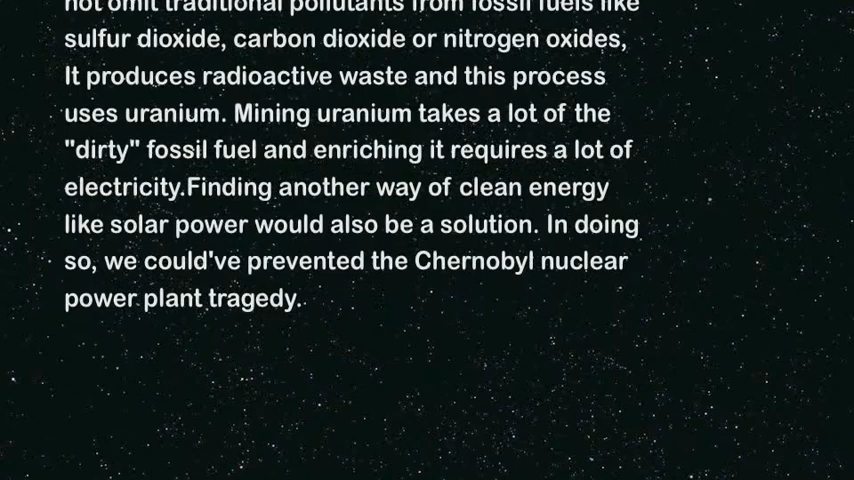 not omit traditional pollutants from fossil fuels like
sulfur dioxide, carbon dioxide or nitrogen oxides,
It produces radioactive waste and this process
uses uranium. Mining uranium takes a lot of the
"dirty" fossil fuel and enriching it requires a lot of
electricity.Finding another way of clean energy
like solar power would also be a solution. In doing
so, we could've prevented the Chernobyl nuclear
power plant tragedy.